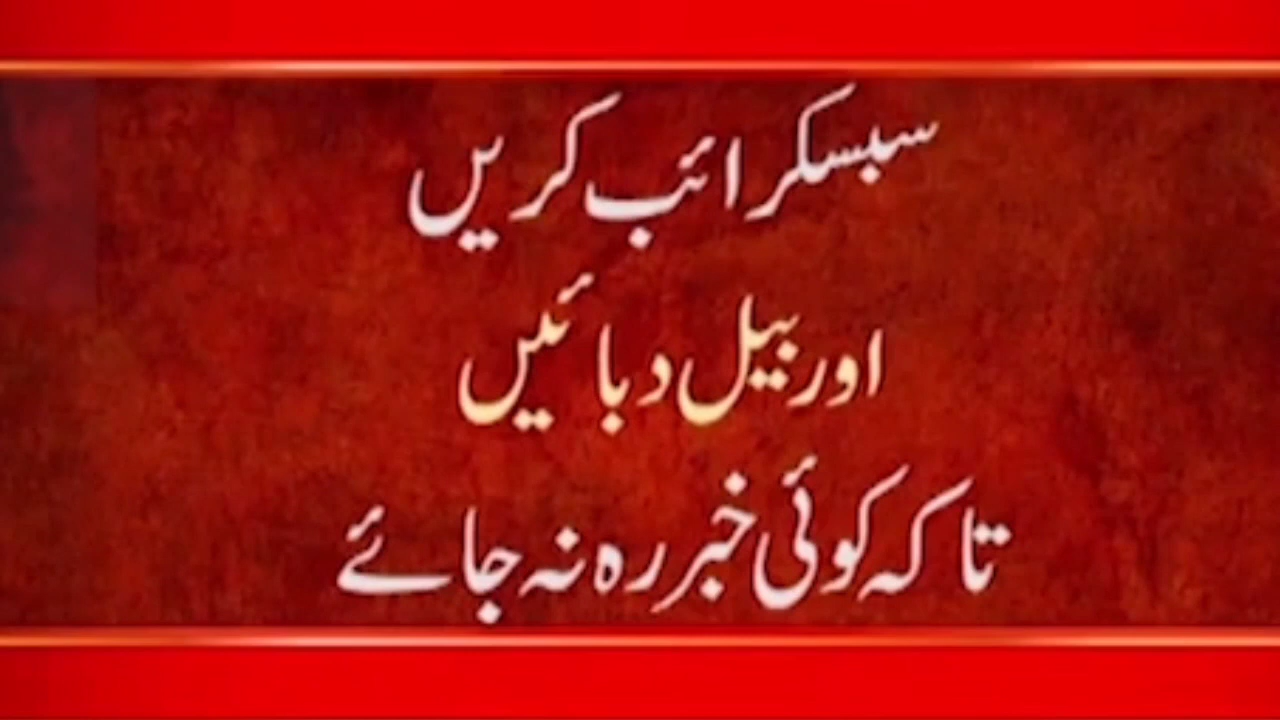 سبسکرائب کریں
اور بیل دبائیں
تاکہ کوئی خبر رہ نہ جائے